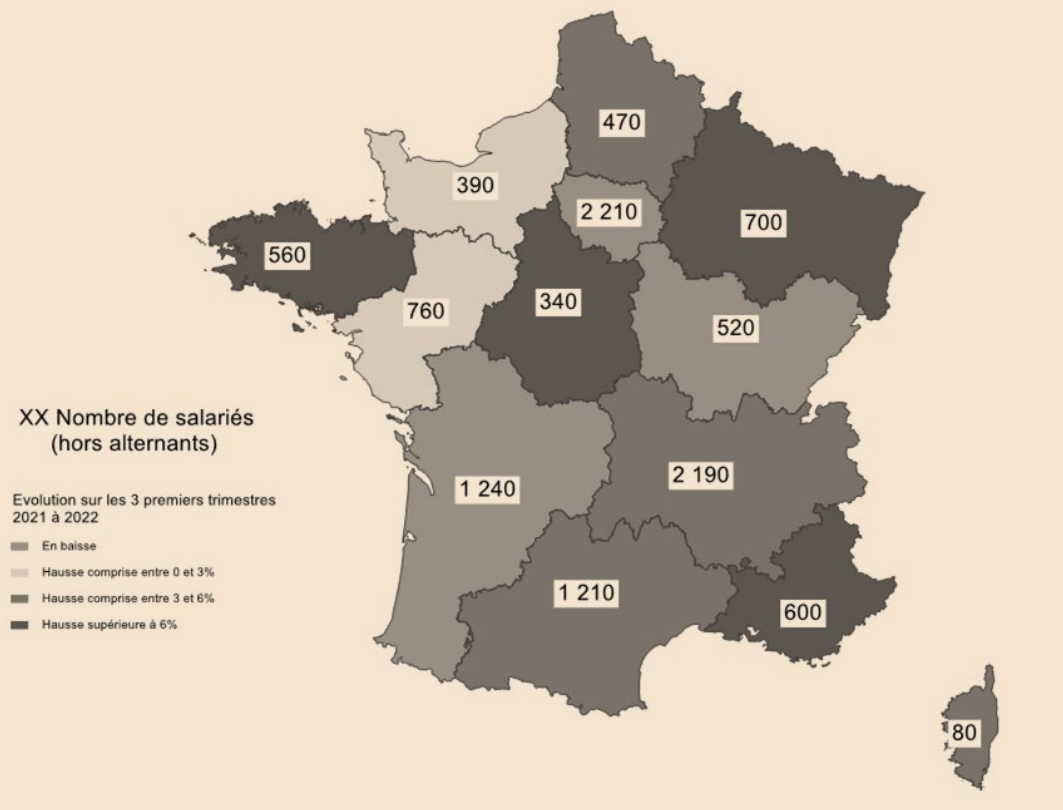 470
390
2 210
700
560
340
760
520
XX Nombre de salariés
(hors alternants)
2 190
1 240
Evolution sur les 3 premiers trimestres
2021 à 2022
En baisse
Hausse comprise entre 0 et 3%
Hausse comprise entre 3 et 6%
Hausse supérieure à 6%
1 210
600
80